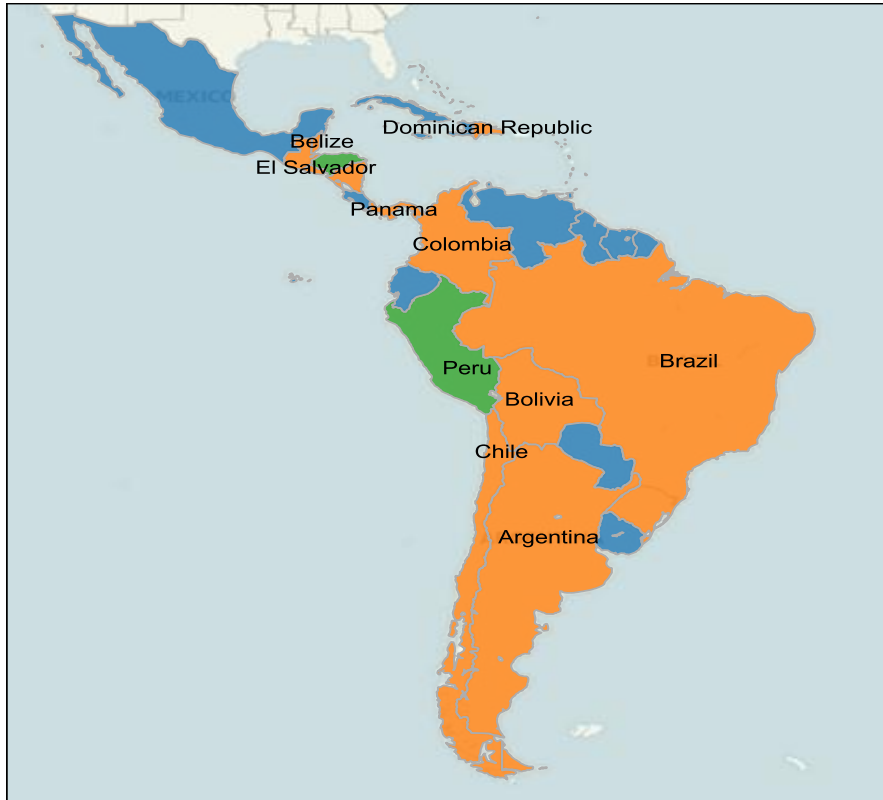 MEXICO
Dominican Republic
Belize
El Salvador
Panama
Colombia
Peru
Brazil
Bolivia
Chile
Argentina